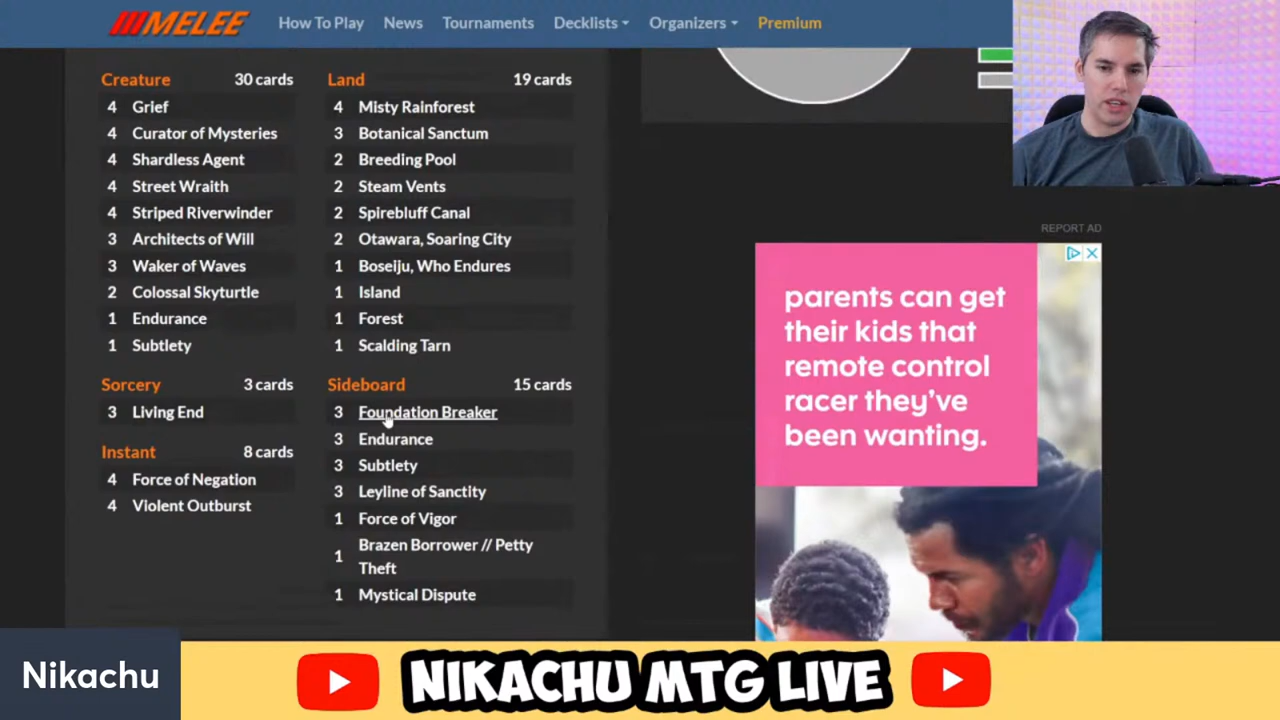 MELEE
How To Play
News
Tournaments
Decklists
Organizers
Premium
Creature 30 cards
4 Grief
4 Curator of Mysteries
4 Shardless Agent
4 Street Wraith
4 Striped Riverwinder
3 Architects of Will
3 Waker of Waves
2 Colossal Skyturtle
1 Endurance
1 Subtlety
Sorcery 3 cards
3 Living End
Instant 8 cards
4 Force of Negation
4 Violent Outburst
Land 19 cards
4 Misty Rainforest
3 Botanical Sanctum
2 Breeding Pool
2 Steam Vents
2 Spirebluff Canal
2 Otawara, Soaring City
1 Boseiju, Who Endures
1 Island
1 Forest
1 Scalding Tarn
Sideboard 15 cards
3 Foundation Breaker
3 Endurance
3 Subtlety
3 Leyline of Sanctity
1 Force of Vigor
1 Brazen Borrower // Petty
Theft
1 Mystical Dispute
REPORT AD
parents can get
their kids that
remote control
racer they've
been wanting.
Nikachu
NIKACHU MTG LIVE